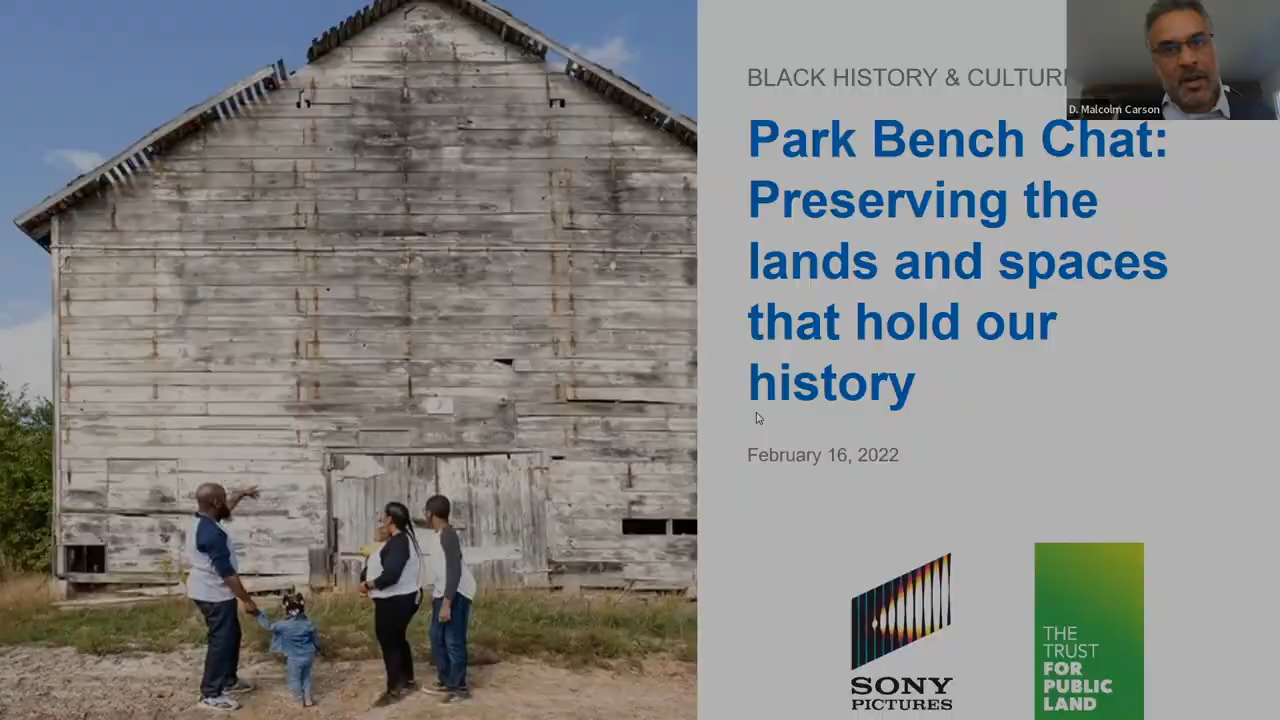 BLACK HISTORY & CULTUR
D. Malcolm Carson
Park Bench Chat:
Preserving the
lands and spaces
that hold our
history
February 16, 2022
SONY
PICTURES
THE
TRUST
FOR
PUBLIC
LAND